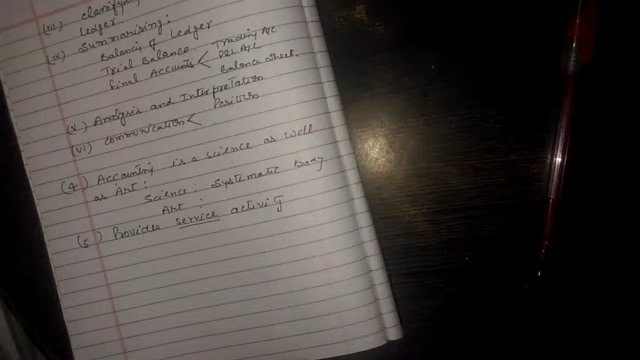 (iii) Clarifying
Ledger
(iv) Summarising:
Balancing of Ledger
Trial Balance
Final Accounts < Trading A/c
P&L A/c
Balance sheet
(v.) Analysis and Interpretation
(vi) Communication < Position
(4.) Accounting is a science as well
as Art:
Science: Systematic Body
Art:
(5) Provides service activity